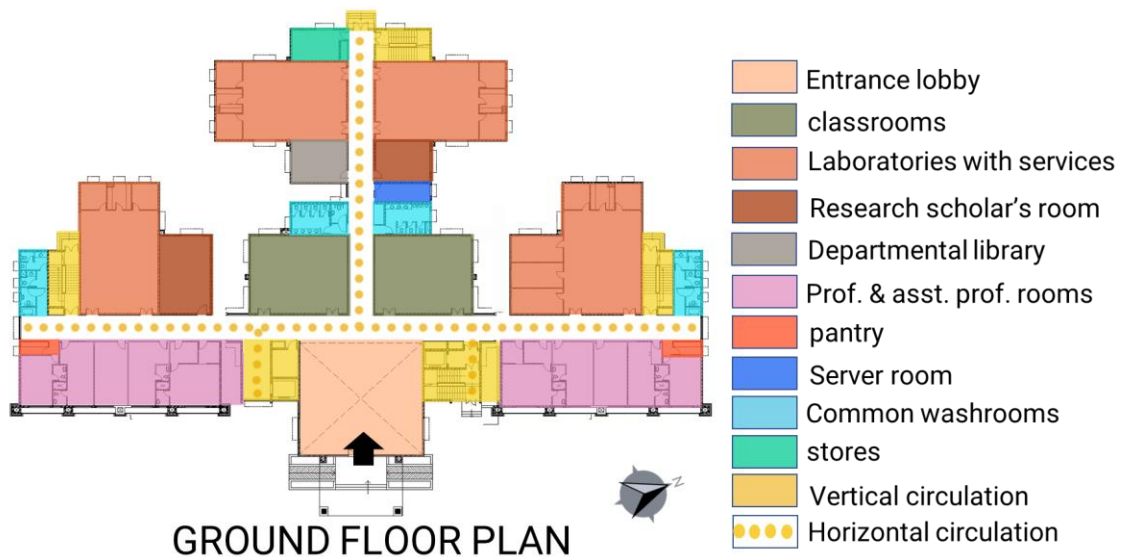 Entrance lobby
classrooms
Laboratories with services
Research scholar's room
Departmental library
Prof. & asst. prof. rooms
pantry
Server room
Common washrooms
stores
Vertical circulation
Horizontal circulation
N
GROUND FLOOR PLAN